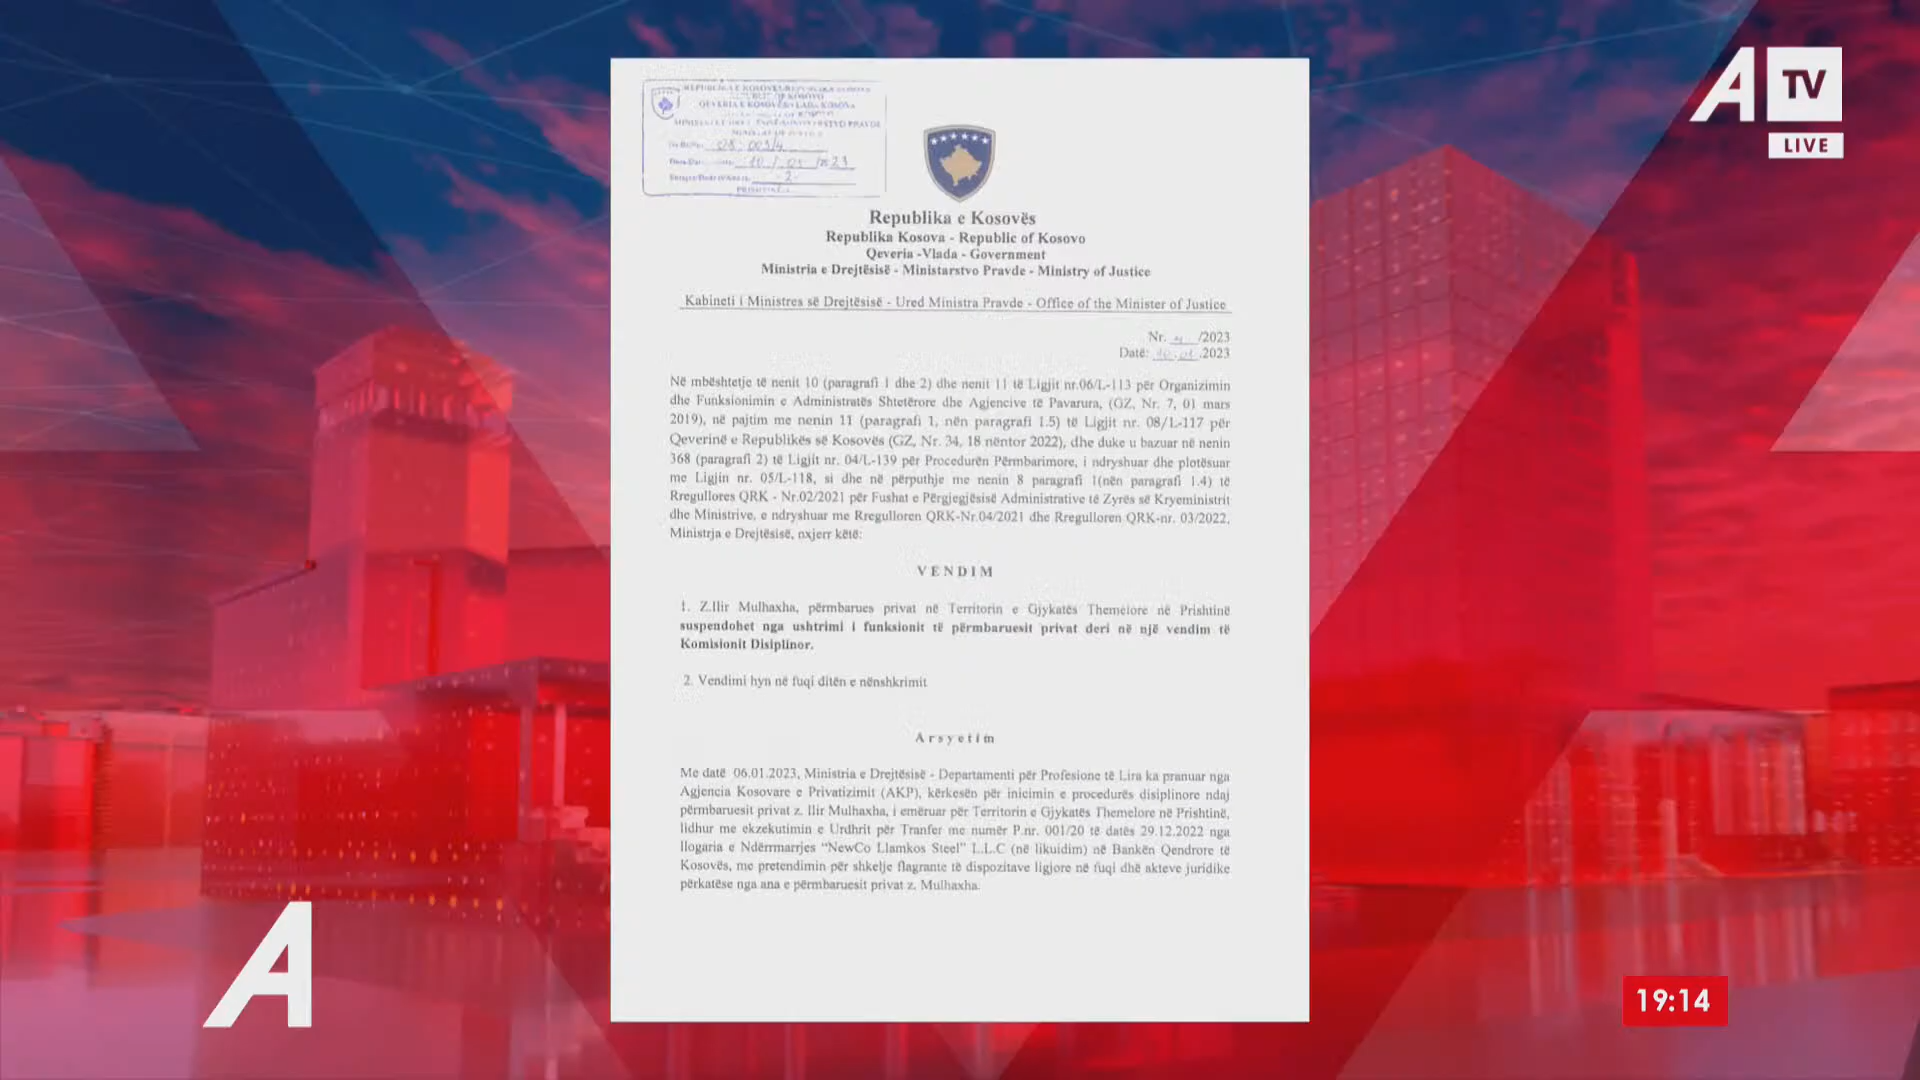 A TV
LIVE
REPUBLIKA E KOSOVËS
QEVERIA E KOSOVËS
PRAVDE
10 / 01 /2023
- 2 -
Republika e Kosovës
Republika Kosova - Republic of Kosovo
Qeveria -Vlada - Government
Ministria e Drejtësisë - Ministarstvo Pravde - Ministry of Justice
Kabineti i Ministres së Drejtësisë - Ured Ministra Pravde - Office of the Minister of Justice
Nr. /2023
Datë: 10.01.2023
Në mbështetje të nenit 10 (paragrafi 1 dhe 2) dhe nenit 11 të Ligjit nr.06/L-113 për Organizimin
dhe Funksionimin e Administratës Shtetërore dhe Agjencive të Pavarura, (GZ, Nr. 7, 01 mars
2019), në pajtim me nenin 11 (paragrafi 1, nën paragrafi 1.5) të Ligjit nr. 08/L-117 për
Qeverinë e Republikës së Kosovës (GZ, Nr. 34, 18 nëntor 2022), dhe duke u bazuar në nenin
368 (paragrafi 2) të Ligjit nr. 04/L-139 për Procedurën Përmbarimore, i ndryshuar dhe plotësuar
me Ligjin nr. 05/L-118, si dhe në përputhje me nenin 8 paragrafi 1(nën paragrafi 1.4) të
Rregullores QRK - Nr.02/2021 për Fushat e Përgjegjësisë Administrative të Zyrës së Kryeministrit
dhe Ministrive, e ndryshuar me Rregulloren QRK-Nr.04/2021 dhe Rregulloren QRK-nr. 03/2022,
Ministrja e Drejtësisë, nxjerr këtë:
VENDIM
1. Z.Ilir Mulhaxha, përmbarues privat në Territorin e Gjykatës Themelore në Prishtinë
suspendohet nga ushtrimi i funksionit të përmbaruesit privat deri në një vendim të
Komisionit Disiplinor.
2. Vendimi hyn në fuqi ditën e nënshkrimit
Arsyetim
Me datë 06.01.2023, Ministria e Drejtësisë - Departamenti për Profesione të Lira ka pranuar nga
Agjencia Kosovare e Privatizimit (AKP), kërkesën për inicimin e procedurës disiplinore ndaj
përmbaruesit privat z. Ilir Mulhaxha, i emëruar për Territorin e Gjykatës Themelore në Prishtinë,
lidhur me ekzekutimin e Urdhrit për Tranfer me numër P.nr. 001/20 të datës 29.12.2022 nga
llogaria e Ndërrmarrjes “NewCo Llamkos Steel” L.L.C (në likuidim) në Bankën Qendrore të
Kosovës, me pretendimin për shkelje flagrante të dispozitave ligjore në fuqi dhë akteve juridike
përkatëse nga ana e përmbaruesit privat z. Mulhaxha.
A
19:14